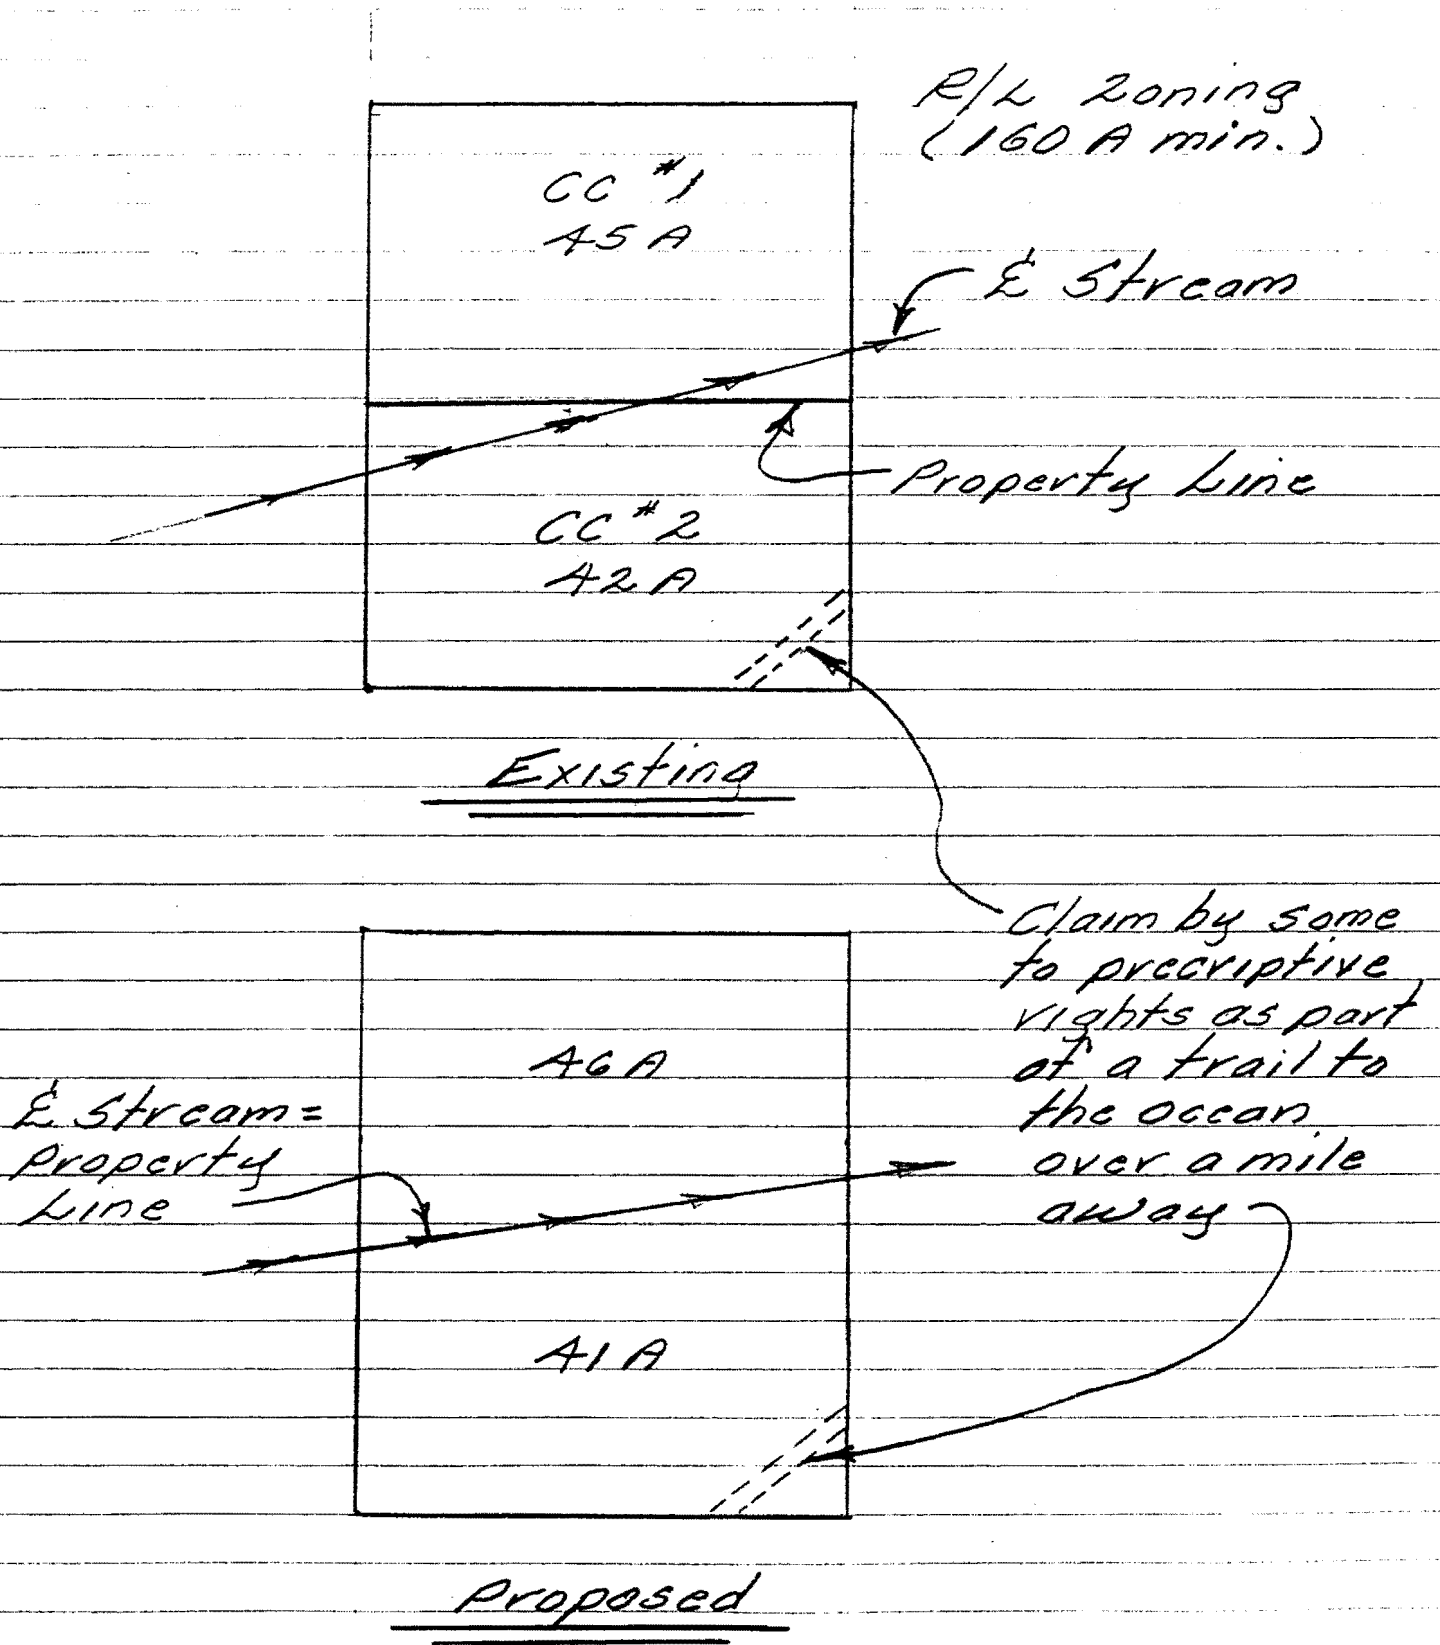 R/L Zoning
(160 A min.)
CC #1
45 A
℄ Stream
Property Line
CC #2
42 A
Existing
Claim by some
to precriptive
rights as part
of a trail to
the ocean
over a mile
away
46 A
℄ Stream =
Property
Line
41 A
Proposed